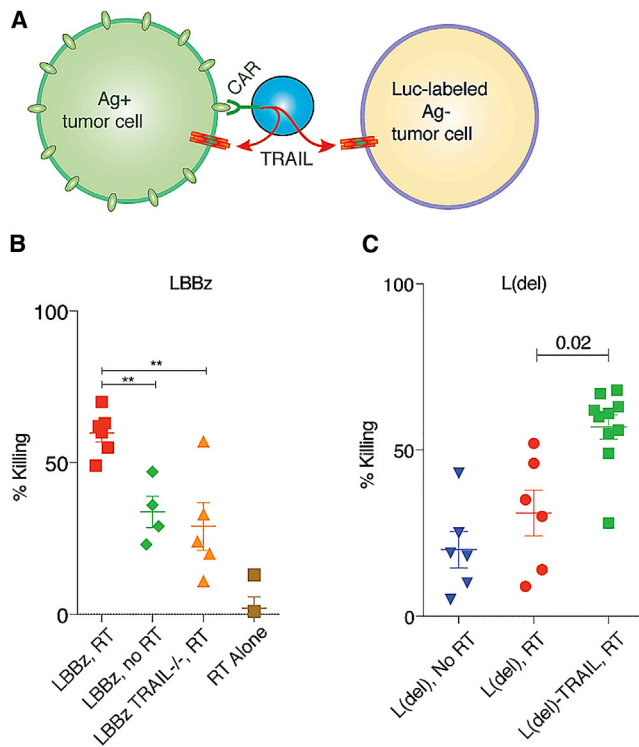 A
Ag+
tumor cell
CAR
TRAIL
Luc-labeled
Ag-
tumor cell
B
LBBz
100
**
**
50
0
% Killing
LBBz, RT
LBBz, no RT
LBBz TRAIL-/-, RT
RT Alone
C
L(del)
100
0.02
50
0
% Killing
L(del), No RT
L(del), RT
L(del)-TRAIL, RT